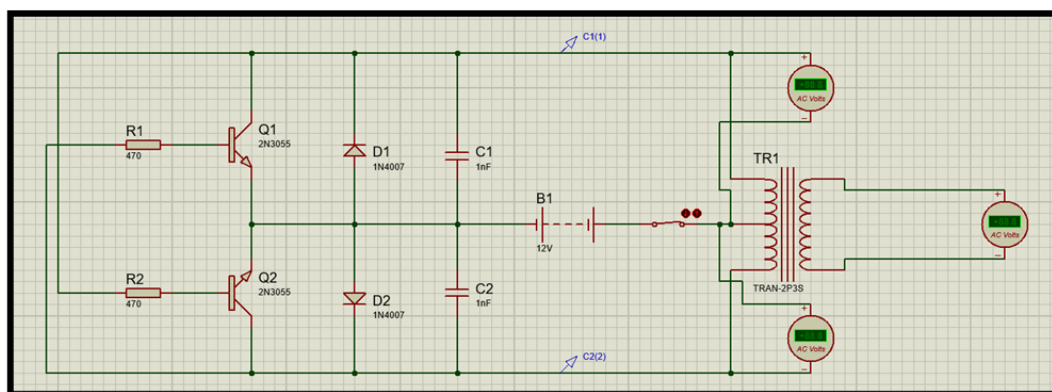 C1(1)
+
AC Volts
-
R1
470
Q1
2N3055
D1
1N4007
C1
1nF
TR1
B1
12V
+
AC Volts
-
R2
470
Q2
2N3055
D2
1N4007
C2
1nF
TRAN-2P3S
+
AC Volts
-
C2(2)